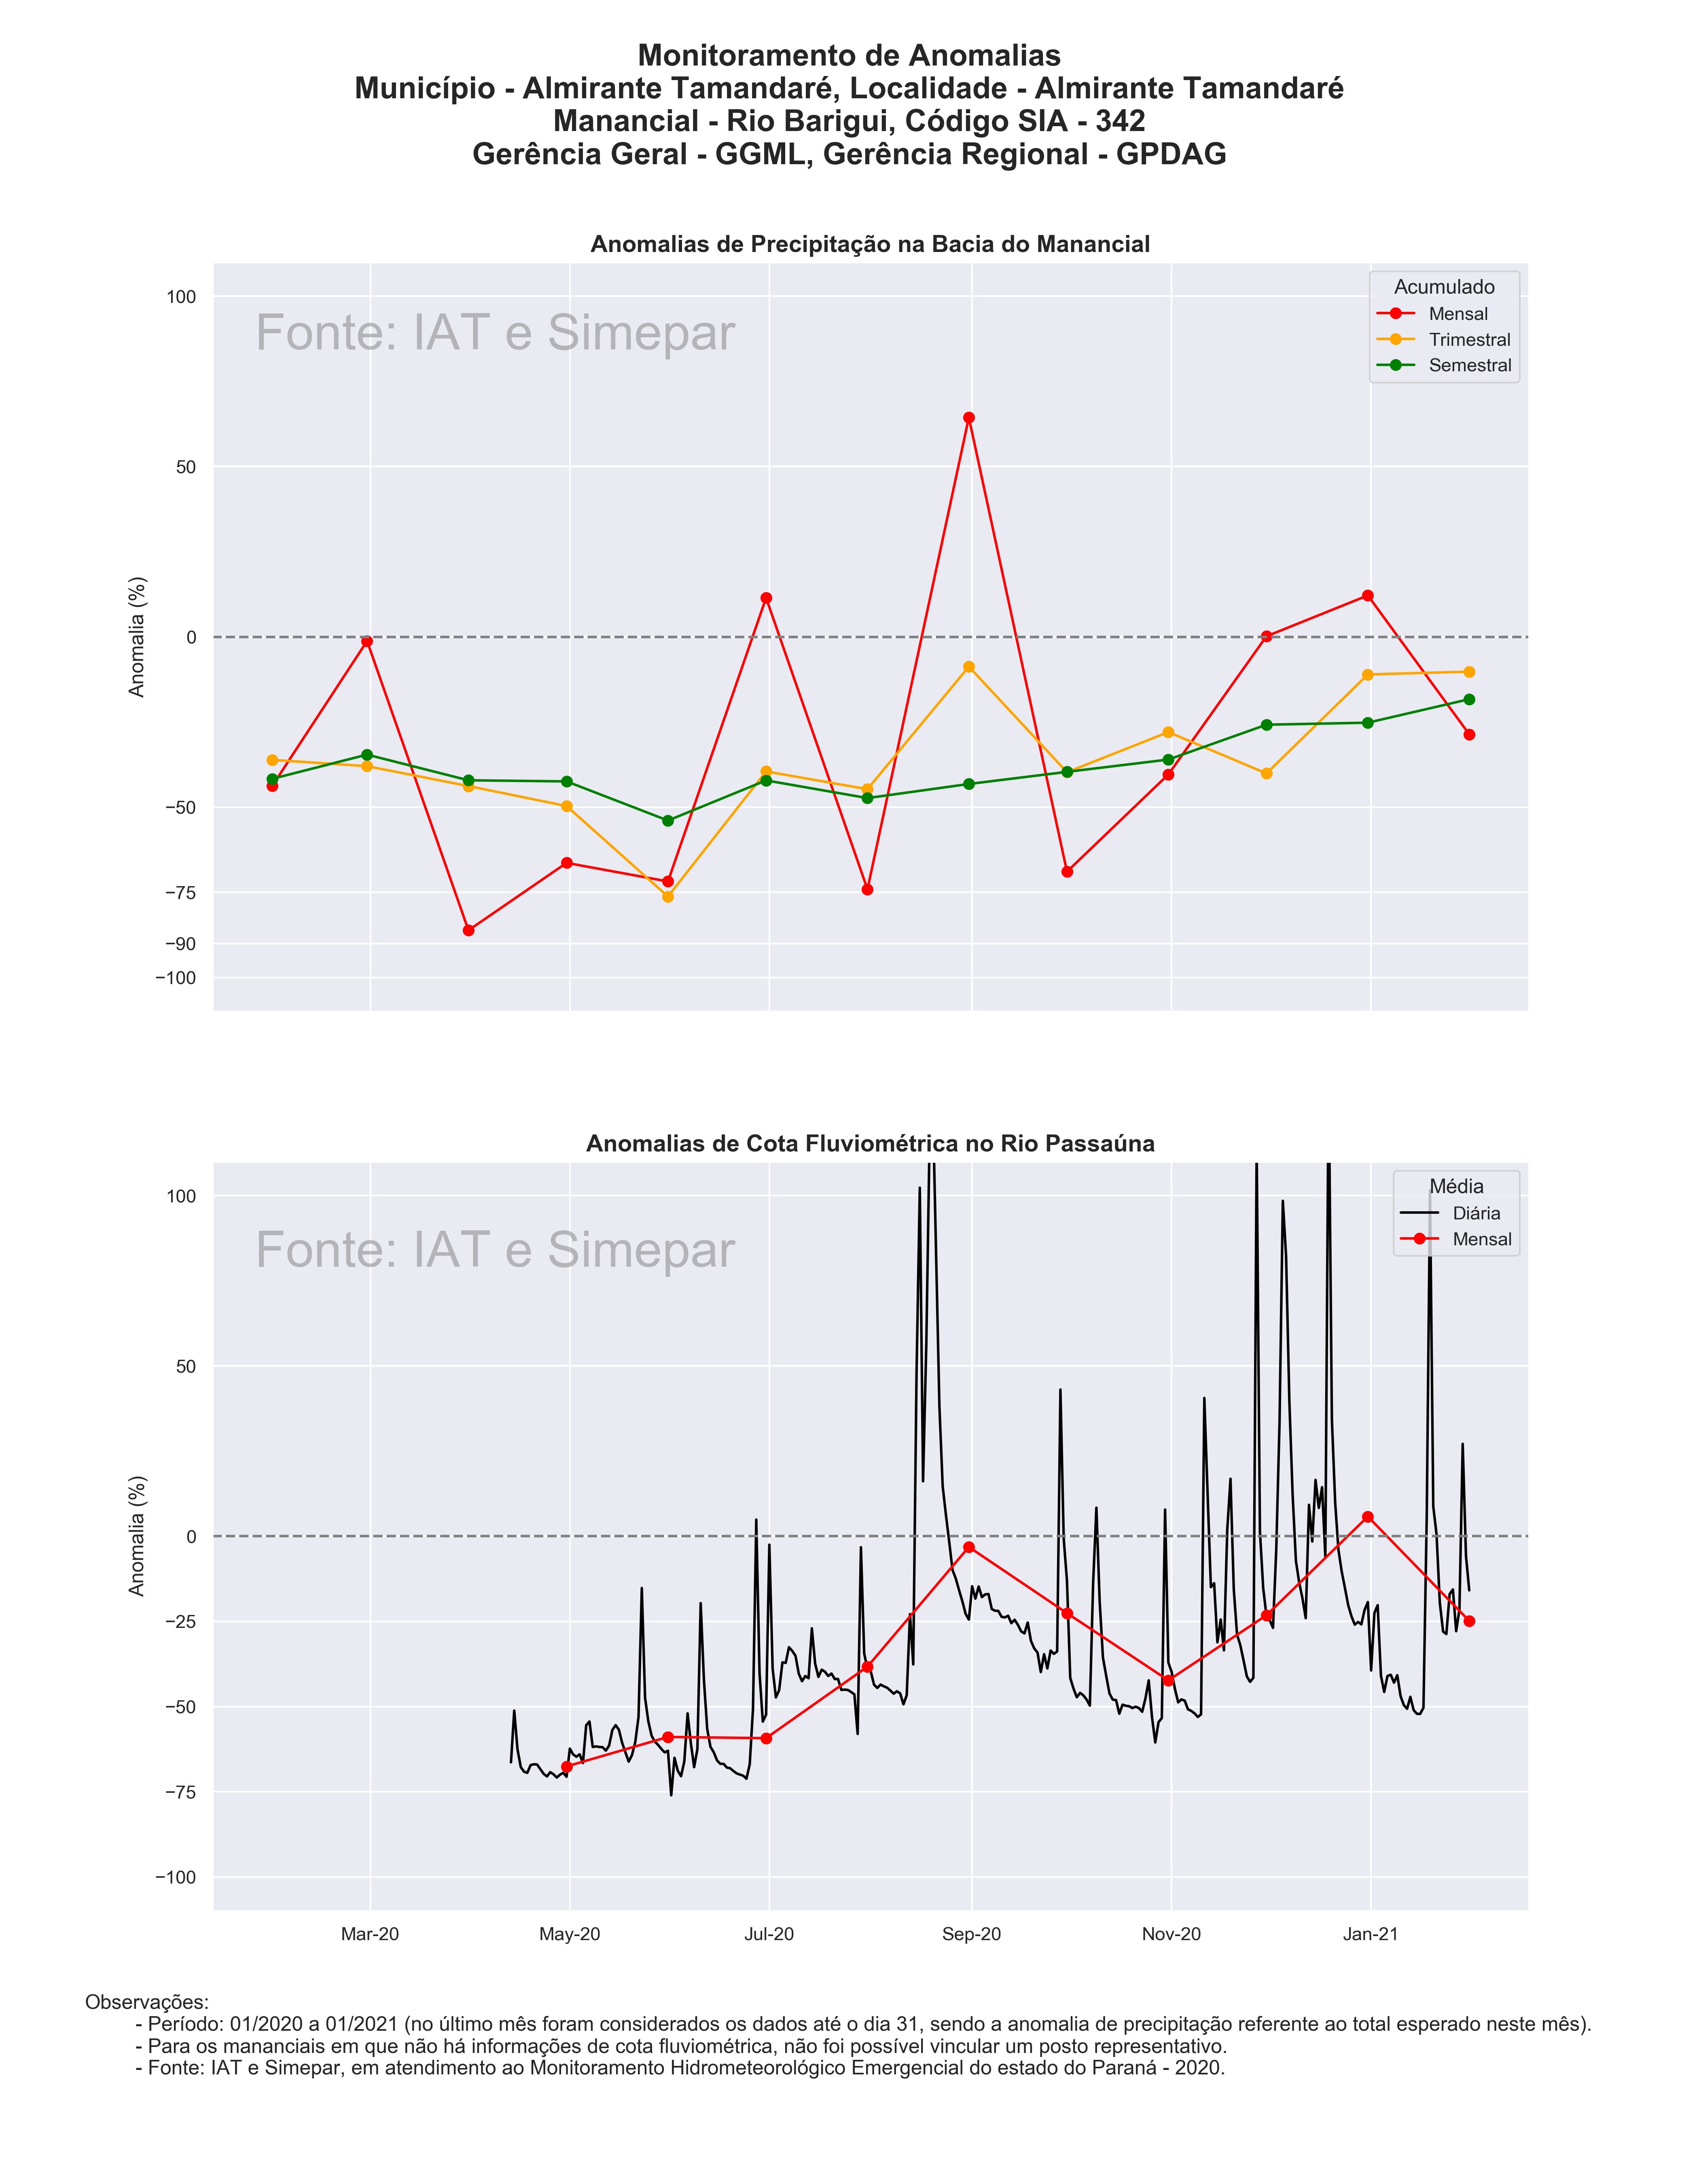 Monitoramento de Anomalias
Município - Almirante Tamandaré, Localidade - Almirante Tamandaré
Manancial - Rio Barigui, Código SIA - 342
Gerência Geral - GGML, Gerência Regional - GPDAG
Anomalias de Precipitação na Bacia do Manancial
Fonte: IAT e Simepar
Acumulado
Mensal
Trimestral
Semestral
Anomalia (%)
100
50
0
−50
−75
−90
−100
Anomalias de Cota Fluviométrica no Rio Passaúna
Fonte: IAT e Simepar
Média
Diária
Mensal
Anomalia (%)
100
50
0
−25
−50
−75
−100
Mar-20 May-20 Jul-20 Sep-20 Nov-20 Jan-21
Observações:
- Período: 01/2020 a 01/2021 (no último mês foram considerados os dados até o dia 31, sendo a anomalia de precipitação referente ao total esperado neste mês).
- Para os mananciais em que não há informações de cota fluviométrica, não foi possível vincular um posto representativo.
- Fonte: IAT e Simepar, em atendimento ao Monitoramento Hidrometeorológico Emergencial do estado do Paraná - 2020.